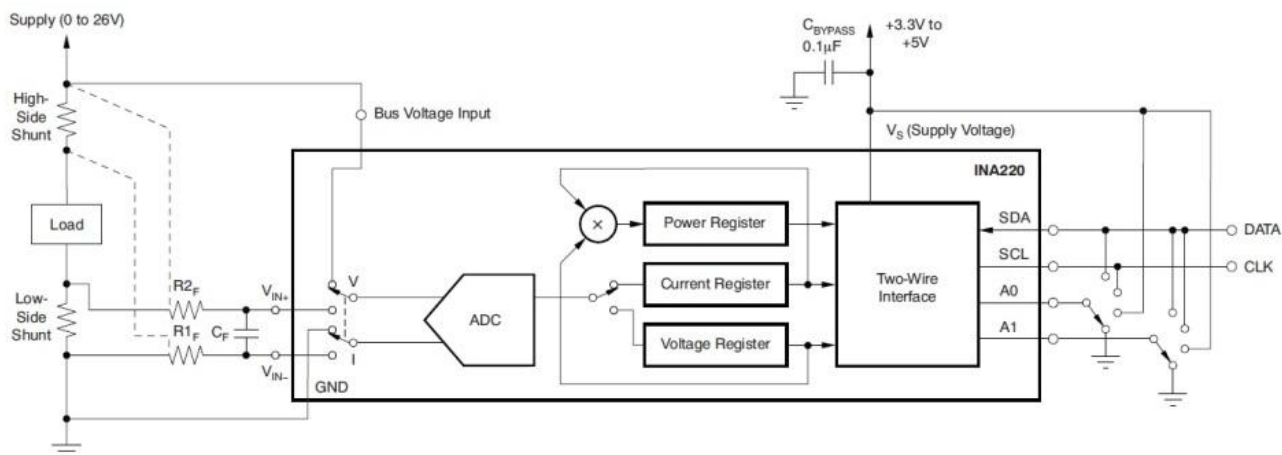 Supply (0 to 26V)
High-
Side
Shunt
Load
Low-
Side
Shunt
Bus Voltage Input
C_BYPASS
0.1µF
+3.3V to
+5V
V_S (Supply Voltage)
INA220
R2_F
R1_F
C_F
V_IN+
V_IN−
V
I
GND
ADC
×
Power Register
Current Register
Voltage Register
Two-Wire
Interface
SDA
SCL
A0
A1
DATA
CLK